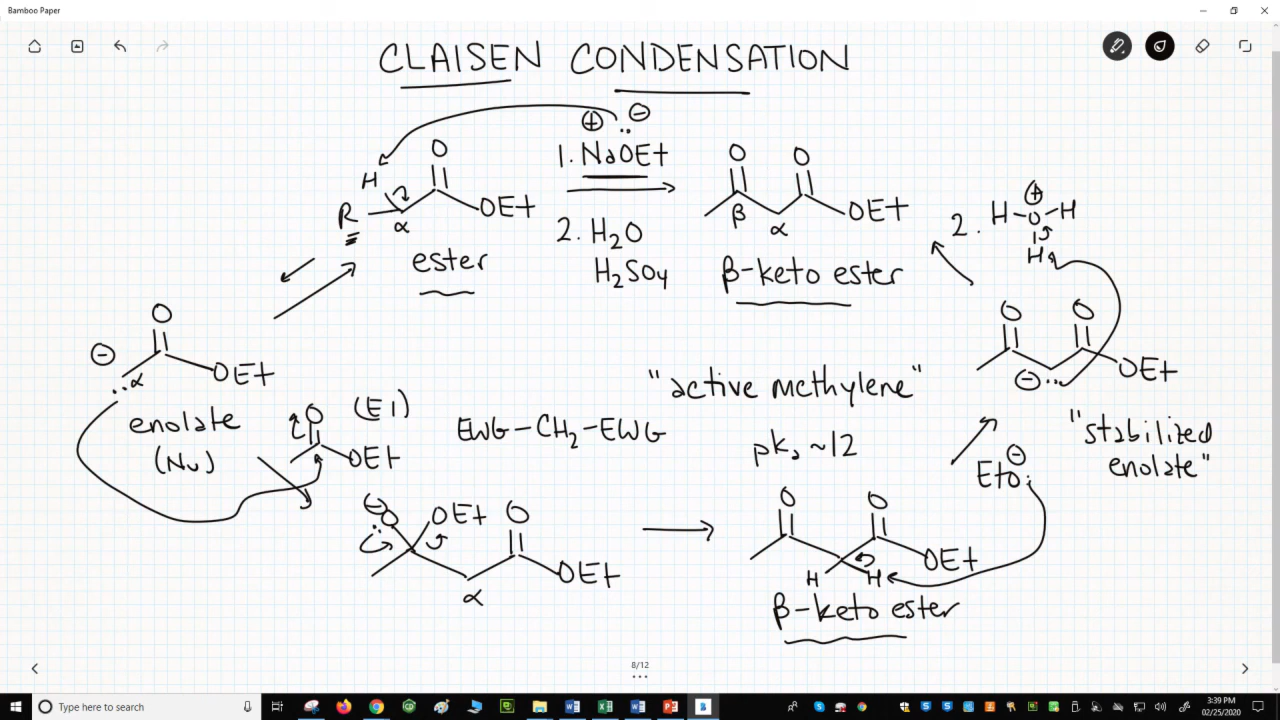 Bamboo Paper
CLAISEN CONDENSATION
⊕ ⊖
H O 1. NaOEt O O
R α OEt β α OEt
2. H2O
H2SO4
ester
β-keto ester
⊕
2. H-O-H
H
O
⊖ α OEt
enolate
(Nu)
O (El)
OEt
"active methylene"
EWG-CH2-EWG
pKa ~12
O O
⊖ OEt
"stabilized
enolate"
⊖
EtO:
⊖
O OEt O
α OEt
O O
H H OEt
β-keto ester
8/12
Type here to search
3:39 PM
02/25/2020